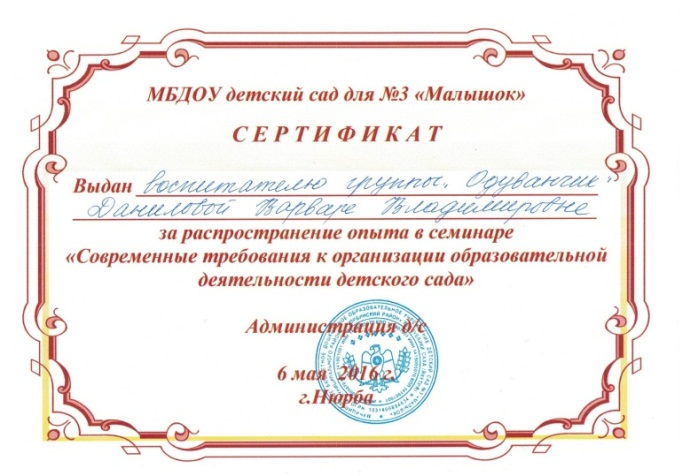 МБДОУ детский сад для №3 «Малышок»
СЕРТИФИКАТ
Выдан воспитателю группы „Одуванчик"
Даниловой Варваре Владимировне
за распространение опыта в семинаре
«Современные требования к организации образовательной
деятельности детского сада»
Администрация д/с
6 мая 2016 г.
г.Нюрба